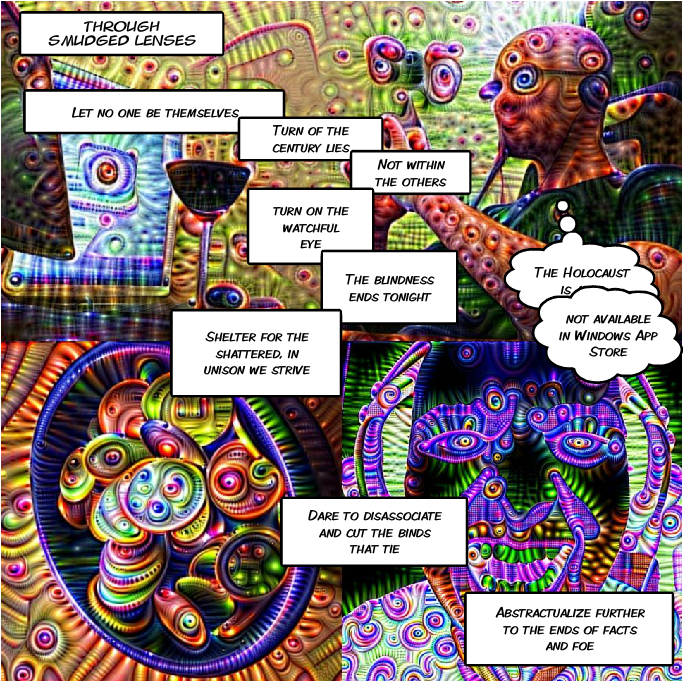 THROUGH
SMUDGED LENSES
LET NO ONE BE THEMSELVES
TURN OF THE
CENTURY LIES
NOT WITHIN
THE OTHERS
TURN ON THE
WATCHFUL
EYE
THE BLINDNESS
ENDS TONIGHT
THE HOLOCAUST
IS
NOT AVAILABLE
IN WINDOWS APP
STORE
SHELTER FOR THE
SHATTERED, IN
UNISON WE STRIVE
DARE TO DISASSOCIATE
AND CUT THE BINDS
THAT TIE
ABSTRACTUALIZE FURTHER
TO THE ENDS OF FACTS
AND FOE